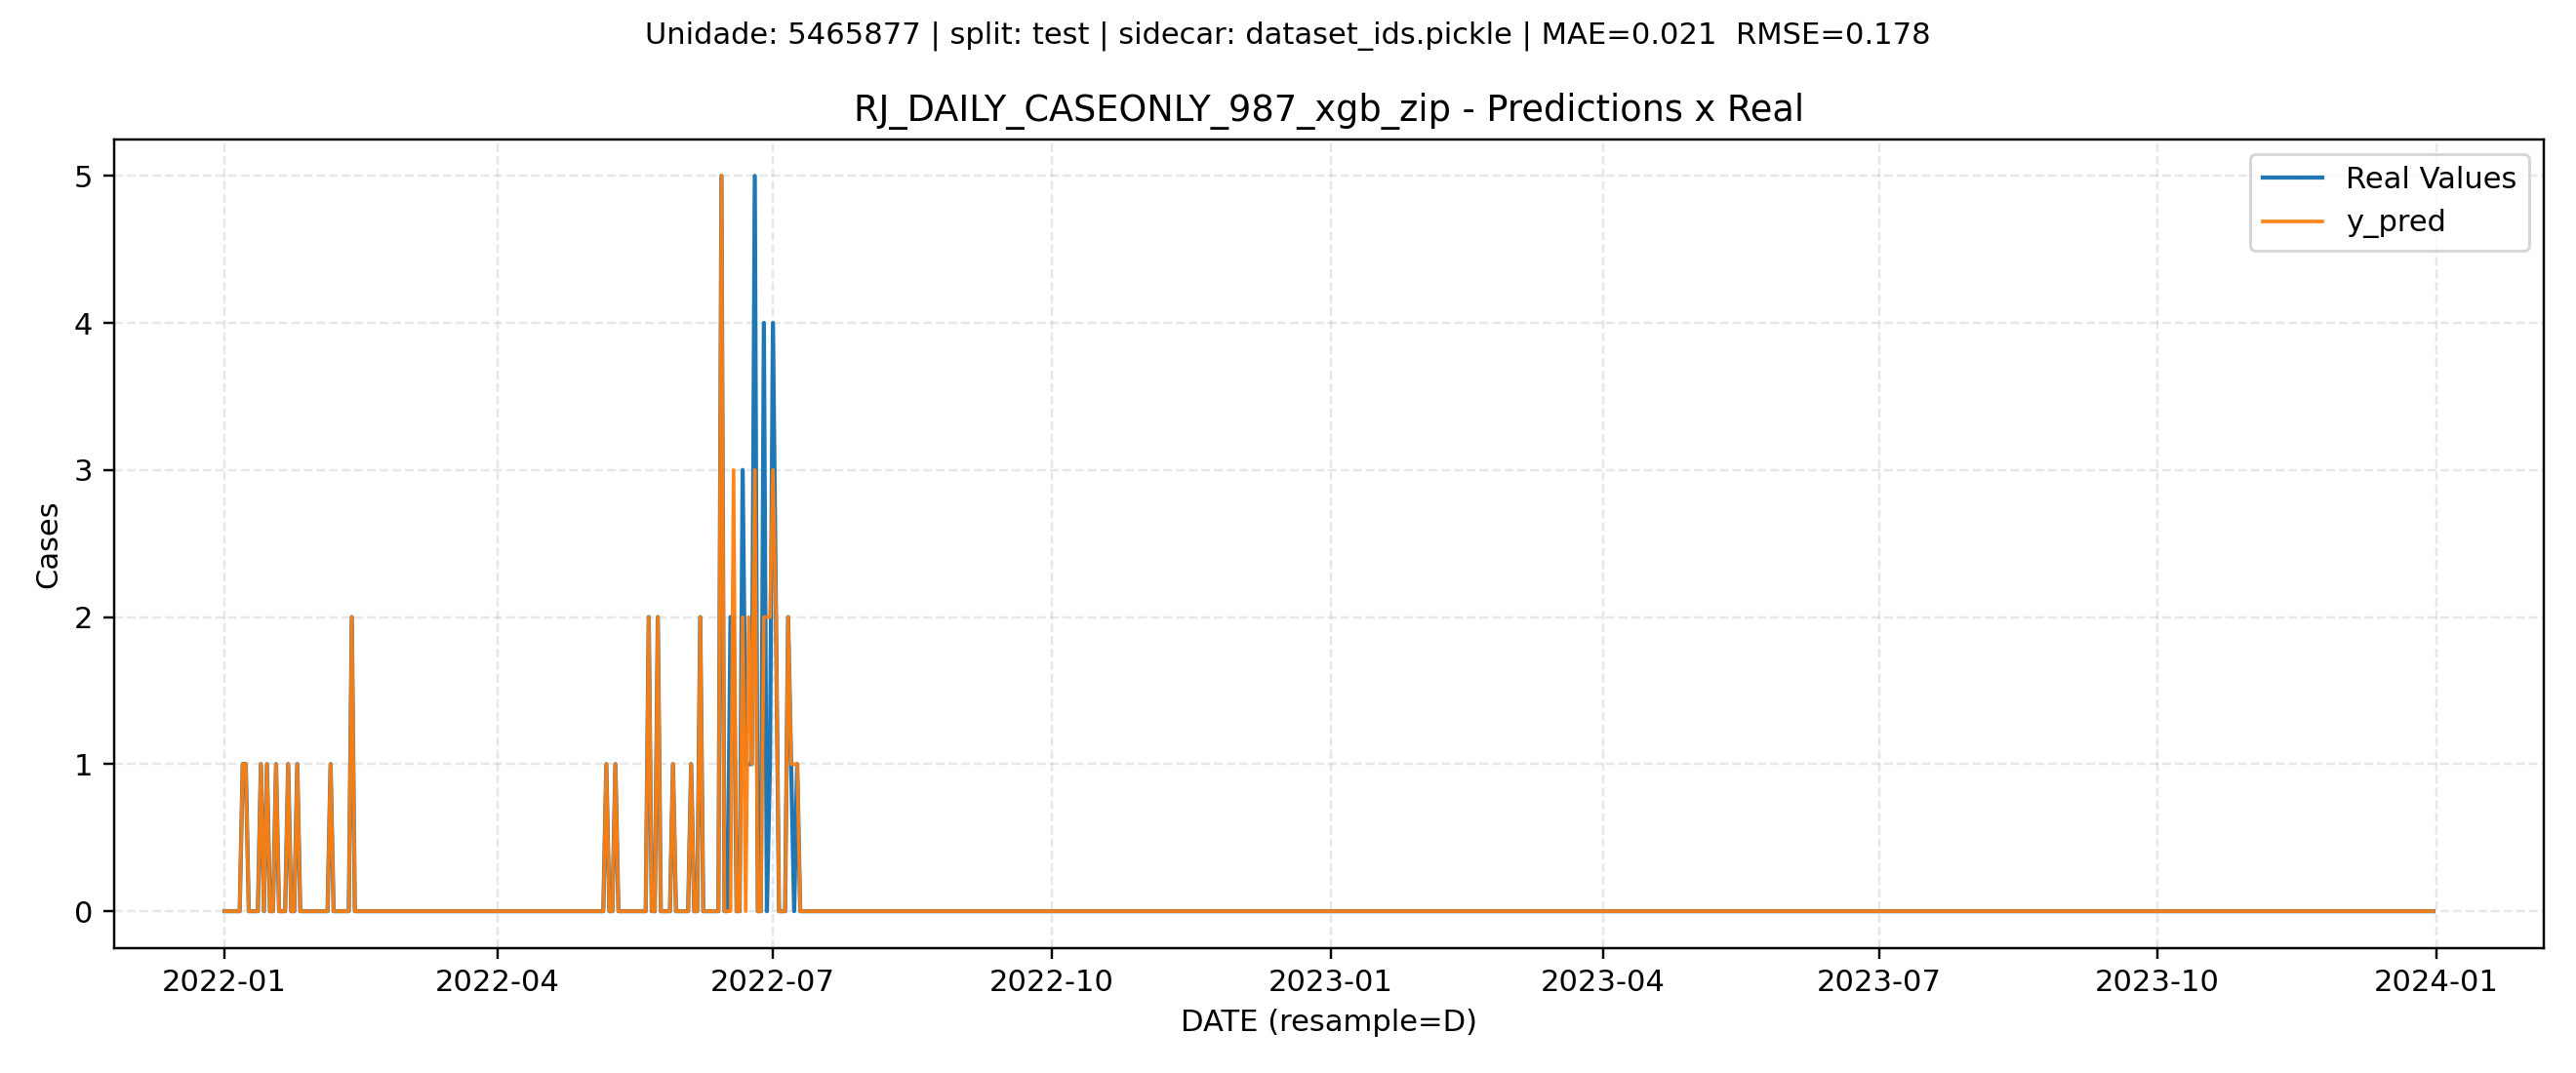 Unidade: 5465877 | split: test | sidecar: dataset_ids.pickle | MAE=0.021  RMSE=0.178
RJ_DAILY_CASEONLY_987_xgb_zip - Predictions x Real
Real Values
y_pred
5
4
3
2
1
0
Cases
2022-01 2022-04 2022-07 2022-10 2023-01 2023-04 2023-07 2023-10 2024-01
DATE (resample=D)